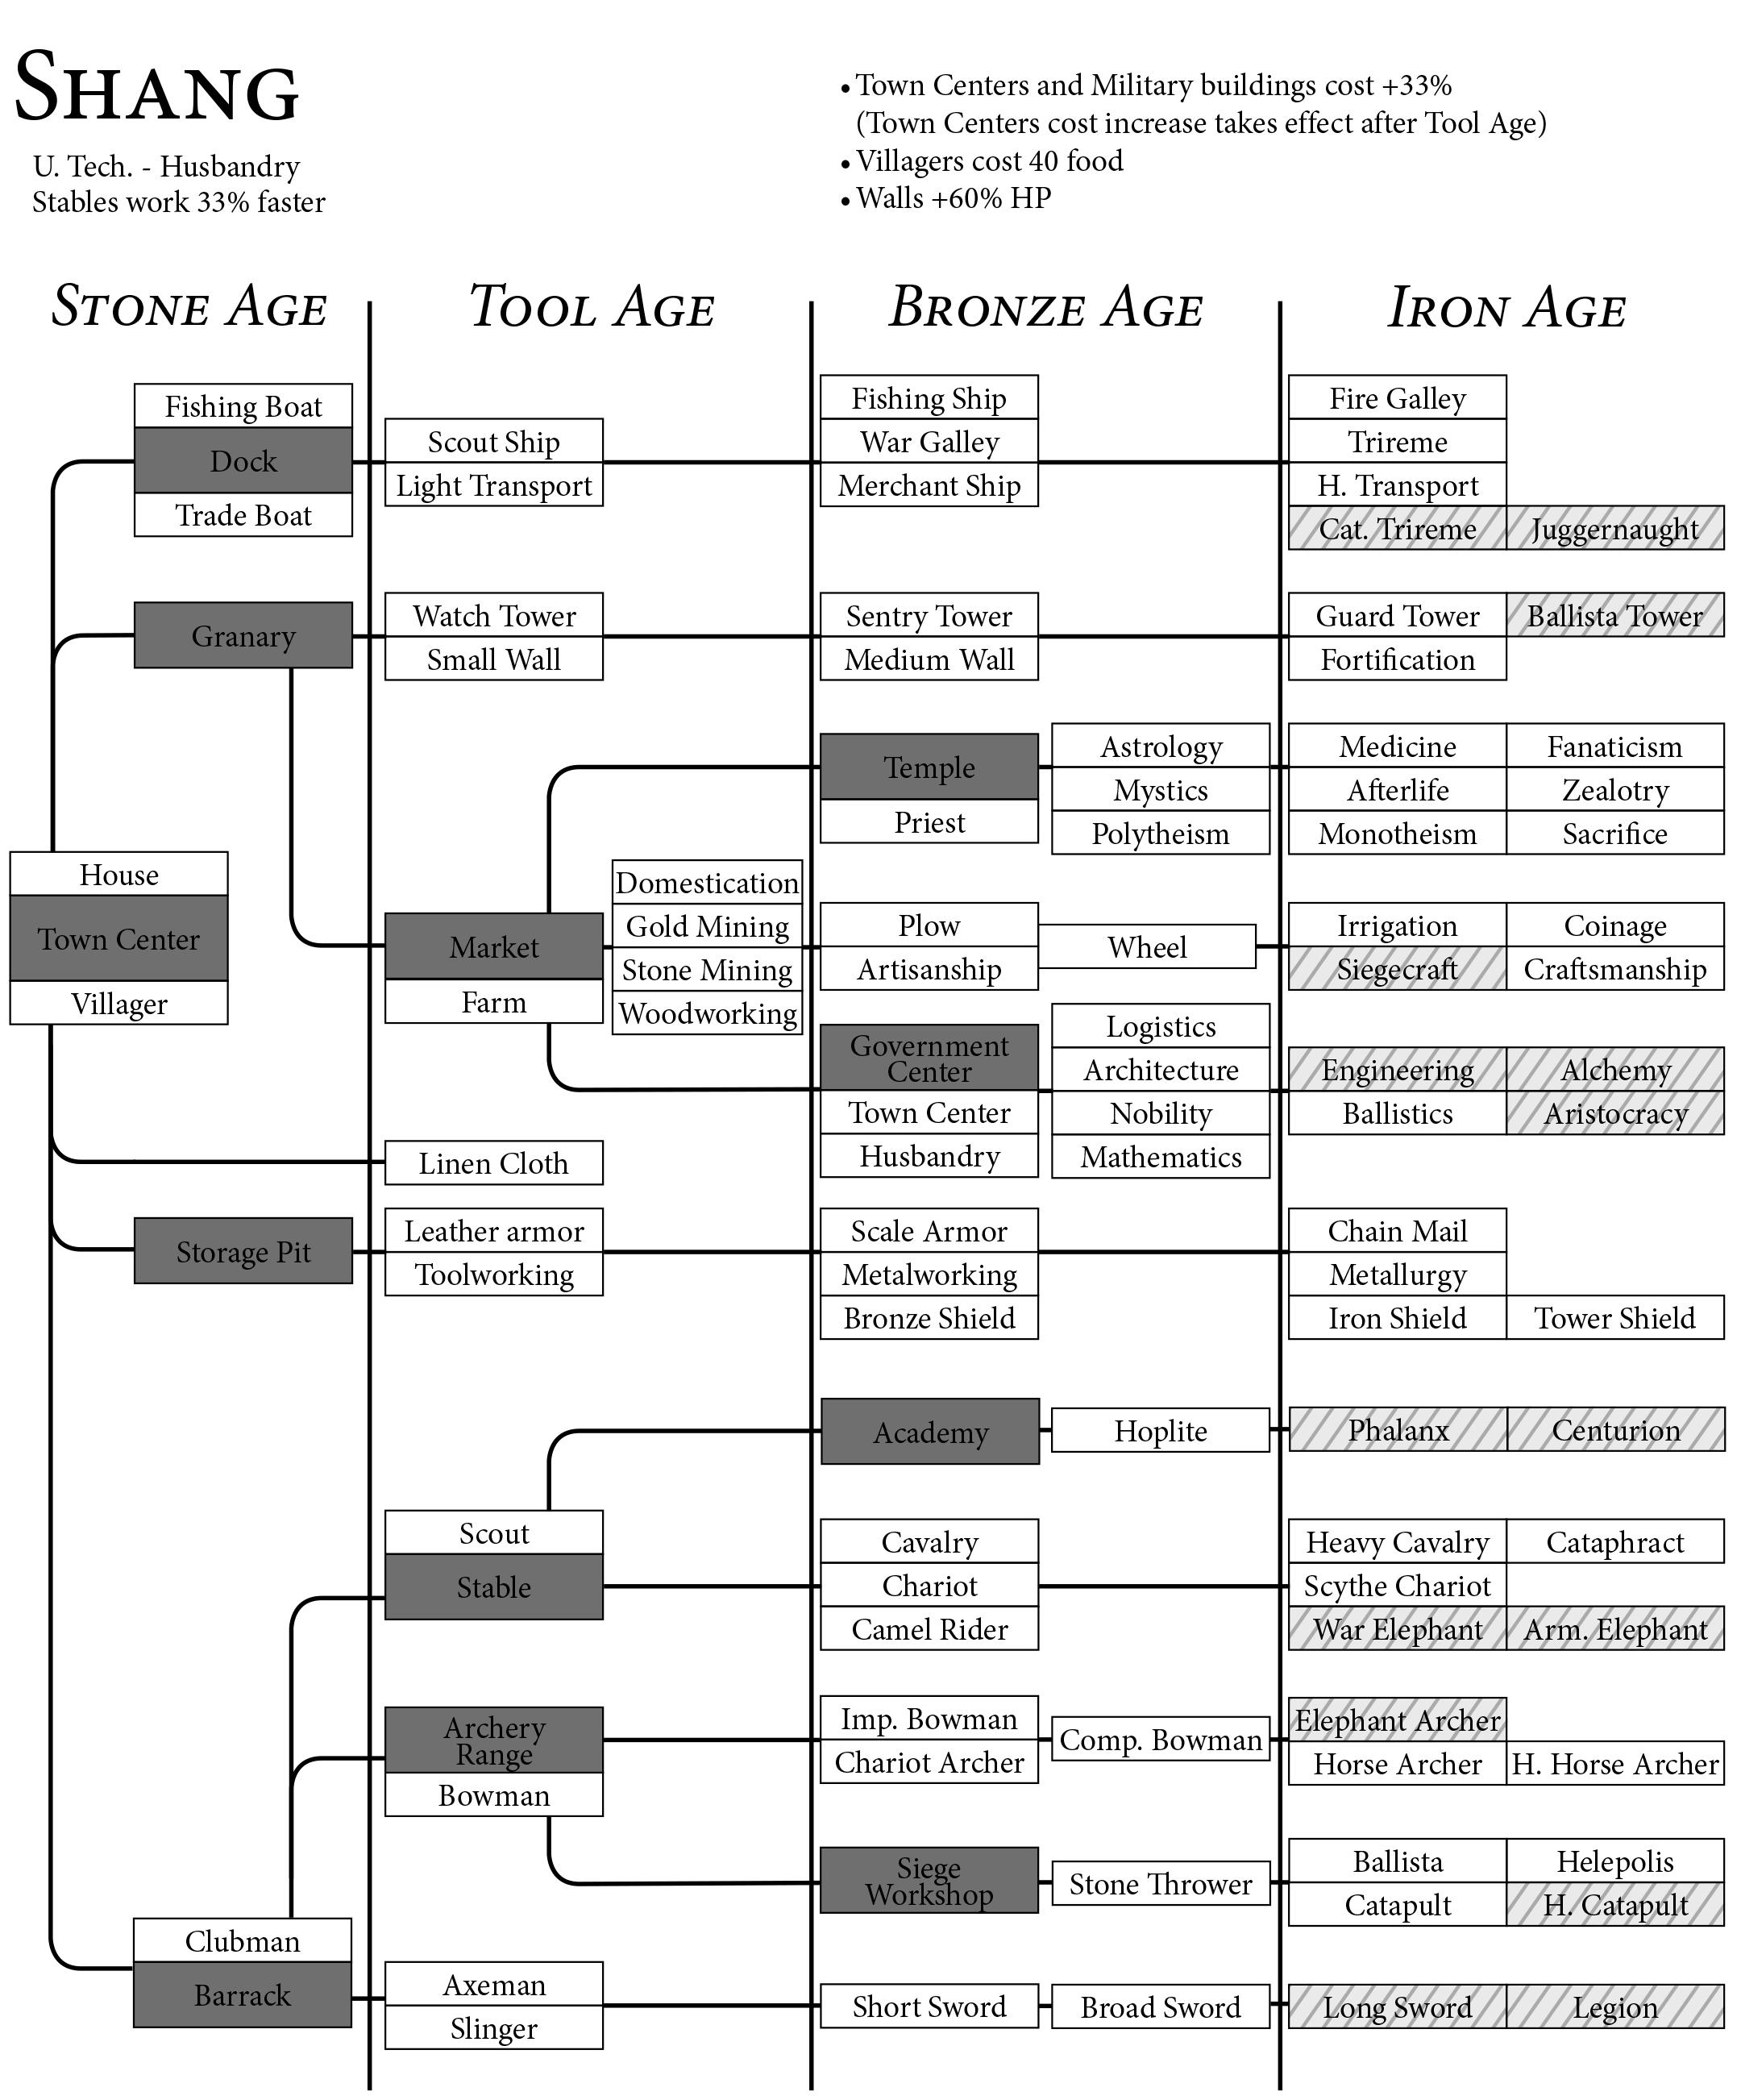 SHANG
U. Tech. - Husbandry
Stables work 33% faster
• Town Centers and Military buildings cost +33%
(Town Centers cost increase takes effect after Tool Age)
• Villagers cost 40 food
• Walls +60% HP
STONE AGE
TOOL AGE
BRONZE AGE
IRON AGE
Fishing Boat
Dock
Trade Boat
Scout Ship
Light Transport
Fishing Ship
War Galley
Merchant Ship
Fire Galley
Trireme
H. Transport
Cat. Trireme
Juggernaught
Granary
Watch Tower
Small Wall
Sentry Tower
Medium Wall
Guard Tower
Ballista Tower
Fortification
Temple
Priest
Astrology
Mystics
Polytheism
Medicine
Fanaticism
Afterlife
Zealotry
Monotheism
Sacrifice
House
Town Center
Villager
Market
Farm
Domestication
Gold Mining
Stone Mining
Woodworking
Plow
Artisanship
Wheel
Irrigation
Coinage
Siegecraft
Craftsmanship
Government
Center
Town Center
Husbandry
Logistics
Architecture
Nobility
Mathematics
Engineering
Alchemy
Ballistics
Aristocracy
Linen Cloth
Storage Pit
Leather armor
Toolworking
Scale Armor
Metalworking
Bronze Shield
Chain Mail
Metallurgy
Iron Shield
Tower Shield
Academy
Hoplite
Phalanx
Centurion
Scout
Stable
Cavalry
Chariot
Camel Rider
Heavy Cavalry
Cataphract
Scythe Chariot
War Elephant
Arm. Elephant
Archery
Range
Bowman
Imp. Bowman
Chariot Archer
Comp. Bowman
Elephant Archer
Horse Archer
H. Horse Archer
Siege
Workshop
Stone Thrower
Ballista
Helepolis
Catapult
H. Catapult
Clubman
Barrack
Axeman
Slinger
Short Sword
Broad Sword
Long Sword
Legion